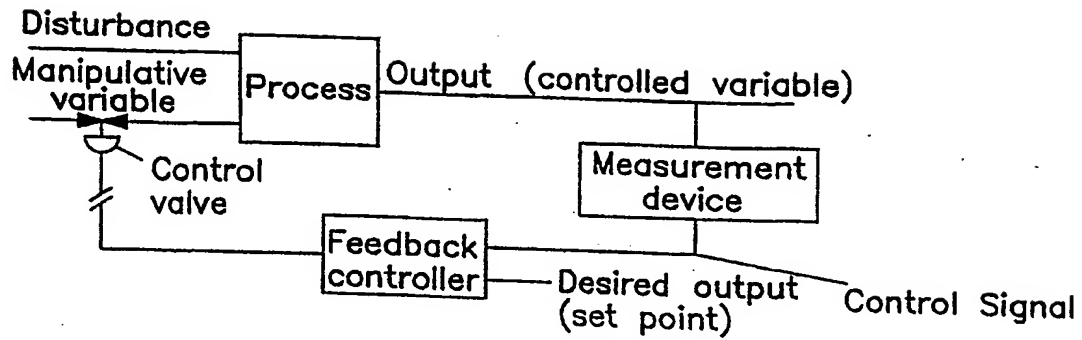 Disturbance
Manipulative
variable
Process
Output (controlled variable)
Control
valve
Measurement
device
Feedback
controller
Desired output
(set point)
Control Signal